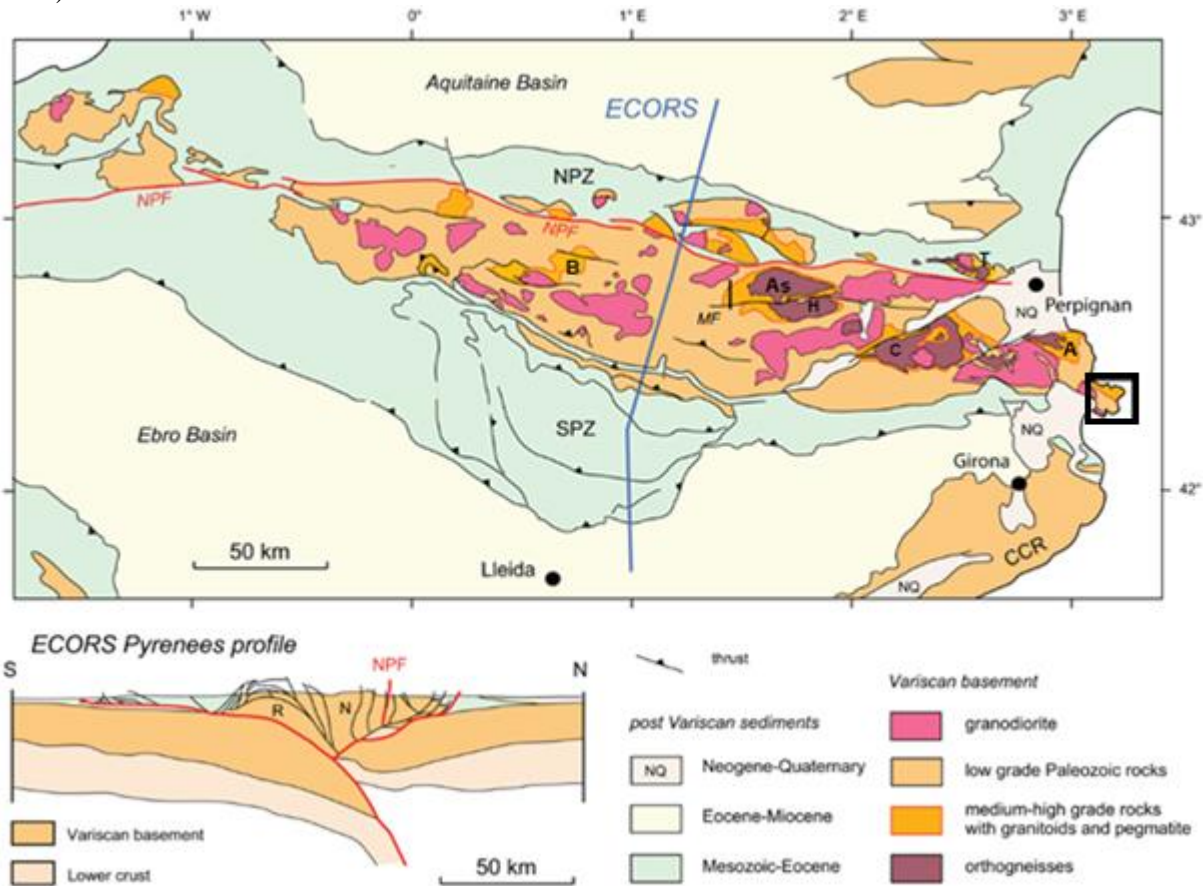 1° W
0°
1° E
2° E
3° E
Aquitaine Basin
ECORS
NPZ
NPF
NPF
43°
T
B
As
H
MF
NQ
Perpignan
C
A
SPZ
NQ
Ebro Basin
Girona
42°
50 km
Lleida
CCR
NQ
ECORS Pyrenees profile
S
NPF
N
R
N
Variscan basement
Lower crust
50 km
thrust
post Variscan sediments
NQ
Neogene-Quaternary
Eocene-Miocene
Mesozoic-Eocene
Variscan basement
granodiorite
low grade Paleozoic rocks
medium-high grade rocks
with granitoids and pegmatite
orthogneisses